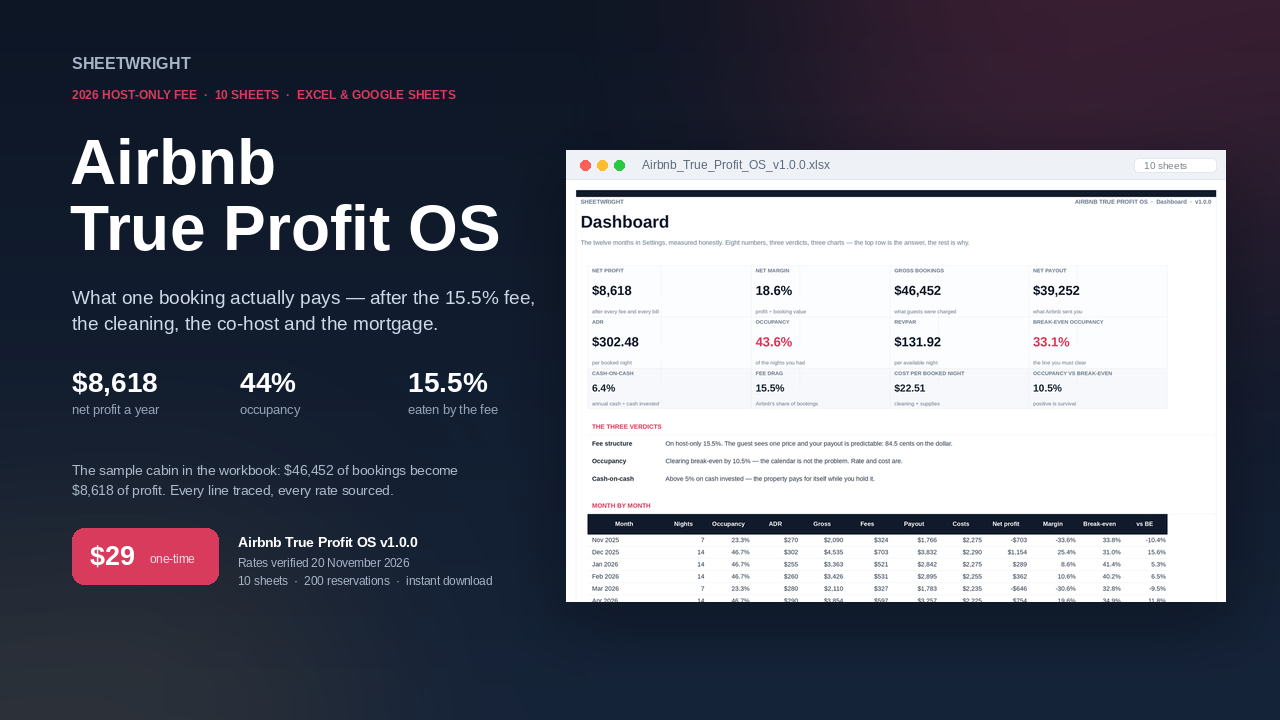 SHEETWRIGHT
2026 HOST-ONLY FEE · 10 SHEETS · EXCEL & GOOGLE SHEETS
Airbnb
True Profit OS
What one booking actually pays — after the 15.5% fee,
the cleaning, the co-host and the mortgage.
$8,618 44% 15.5%
net profit a year occupancy eaten by the fee
The sample cabin in the workbook: $46,452 of bookings become
$8,618 of profit. Every line traced, every rate sourced.
$29 one-time
Airbnb True Profit OS v1.0.0
Rates verified 20 November 2026
10 sheets · 200 reservations · instant download
Airbnb_True_Profit_OS_v1.0.0.xlsx 10 sheets
SHEETWRIGHT AIRBNB TRUE PROFIT OS · Dashboard · v1.0.0
Dashboard
The twelve months in Settings, measured honestly. Eight numbers, three verdicts, three charts — the top row is the answer, the rest is why.
NET PROFIT NET MARGIN GROSS BOOKINGS NET PAYOUT
$8,618 18.6% $46,452 $39,252
after every fee and every bill profit ÷ booking value what guests were charged what Airbnb sent you
ADR OCCUPANCY REVPAR BREAK-EVEN OCCUPANCY
$302.48 43.6% $131.92 33.1%
per booked night of the nights you had per available night the line you must clear
CASH-ON-CASH FEE DRAG COST PER BOOKED NIGHT OCCUPANCY VS BREAK-EVEN
6.4% 15.5% $22.51 10.5%
annual cash ÷ cash invested Airbnb's share of bookings cleaning + supplies positive is survival
THE THREE VERDICTS
Fee structure On host-only 15.5%. The guest sees one price and your payout is predictable: 84.5 cents on the dollar.
Occupancy Clearing break-even by 10.5% — the calendar is not the problem. Rate and cost are.
Cash-on-cash Above 5% on cash invested — the property pays for itself while you hold it.
MONTH BY MONTH
Month Nights Occupancy ADR Gross Fees Payout Costs Net profit Margin Break-even vs BE
Nov 2025 7 23.3% $270 $2,090 $324 $1,766 $2,275 -$703 -33.6% 33.8% -10.4%
Dec 2025 14 46.7% $302 $4,535 $703 $3,832 $2,290 $1,154 25.4% 31.0% 15.6%
Jan 2026 14 46.7% $255 $3,363 $521 $2,842 $2,275 $289 8.6% 41.4% 5.3%
Feb 2026 14 46.7% $260 $3,426 $531 $2,895 $2,255 $362 10.6% 40.2% 6.5%
Mar 2026 7 23.3% $280 $2,110 $327 $1,783 $2,235 -$646 -30.6% 32.8% -9.5%
Apr 2026 14 46.7% $290 $3,854 $597 $3,257 $2,225 $754 19.6% 34.9% 11.8%